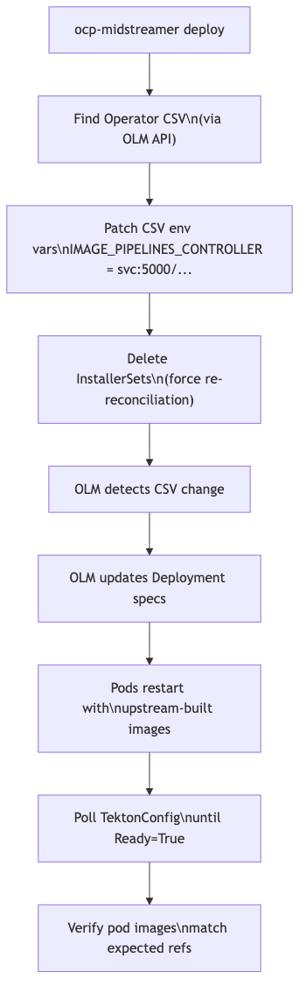 ocp-midstreamer deploy
Find Operator CSV\n(via
OLM API)
Patch CSV env
vars\nIMAGE_PIPELINES_CONTROLLER
= svc:5000/...
Delete
InstallerSets\n(force re-
reconciliation)
OLM detects CSV change
OLM updates Deployment
specs
Pods restart
with\nupstream-built
images
Poll TektonConfig\nuntil
Ready=True
Verify pod images\nmatch
expected refs